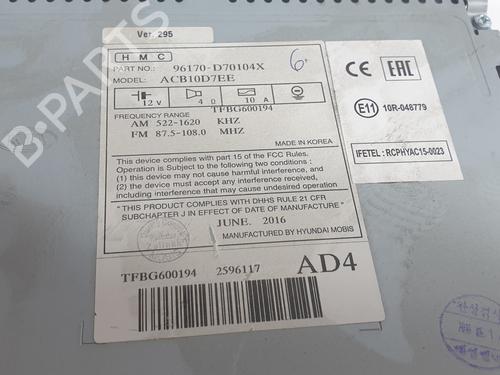 Ver. 295
H M C
PART NO.: 96170-D70104X
MODEL: ACB10D7EE
6
12V 4Ω 10A
TFBG600194
FREQUENCY RANGE
AM 522-1620 KHZ
FM 87.5-108.0 MHZ
MADE IN KOREA
This device complies with part 15 of the FCC Rules.
Operation is Subject to the following two conditions :
(1) this device may not cause harmful interference, and
(2) the device must accept any interference, including
interference that may cause undesired operation
"THIS PRODUCT COMPLIES WITH DHHS RULE 21 CFR
SUBCHAPTER J IN EFFECT OF DATE OF MANUFACTURE"
JUNE. 2016
MANUFACTURED BY HYUNDAI MOBIS
TFBG600194 2596117 AD4
CE EAC
E11 10R-048779
IFETEL : RCPHYAC15-0023
B-PARTS